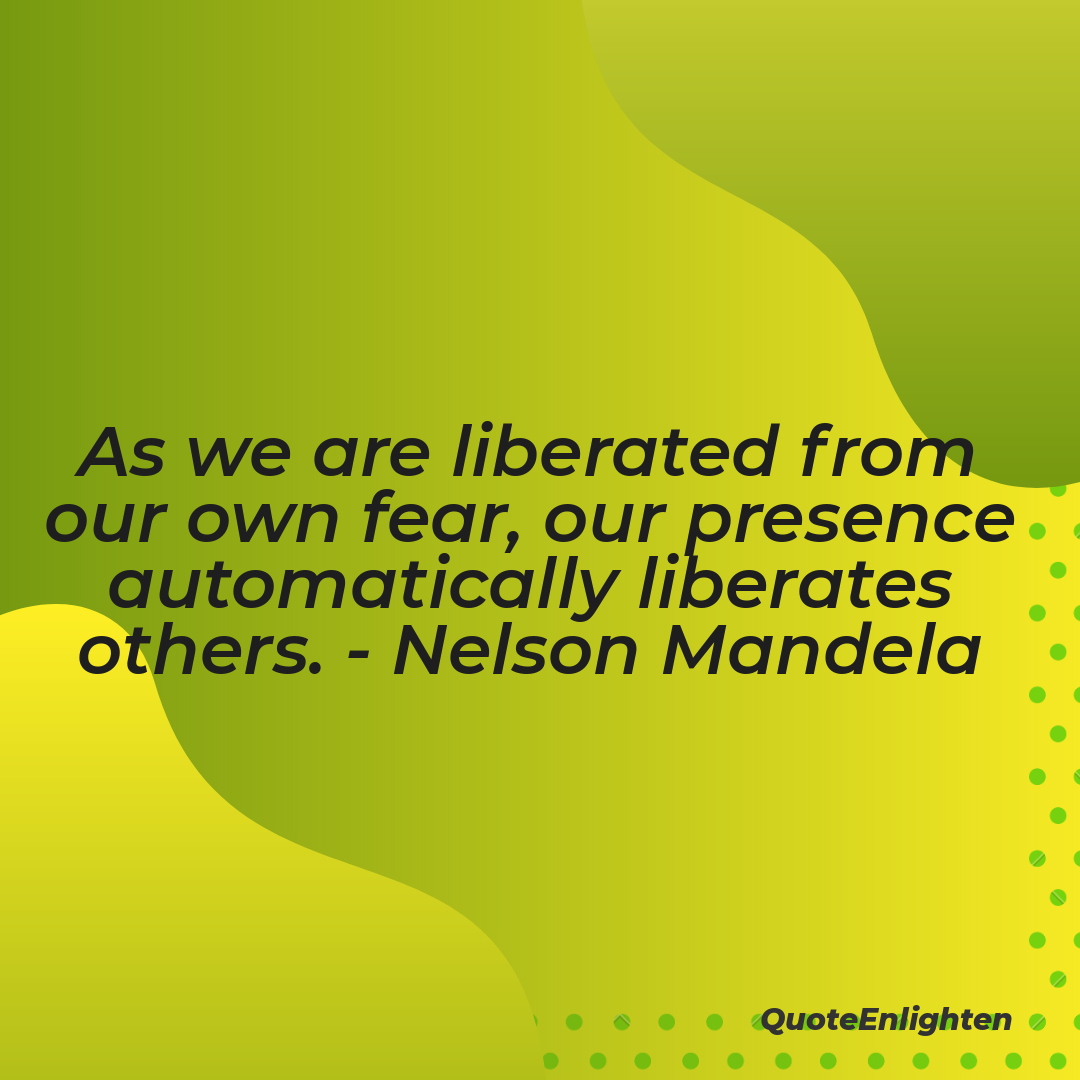 As we are liberated from
our own fear, our presence
automatically liberates
others. - Nelson Mandela
QuoteEnlighten